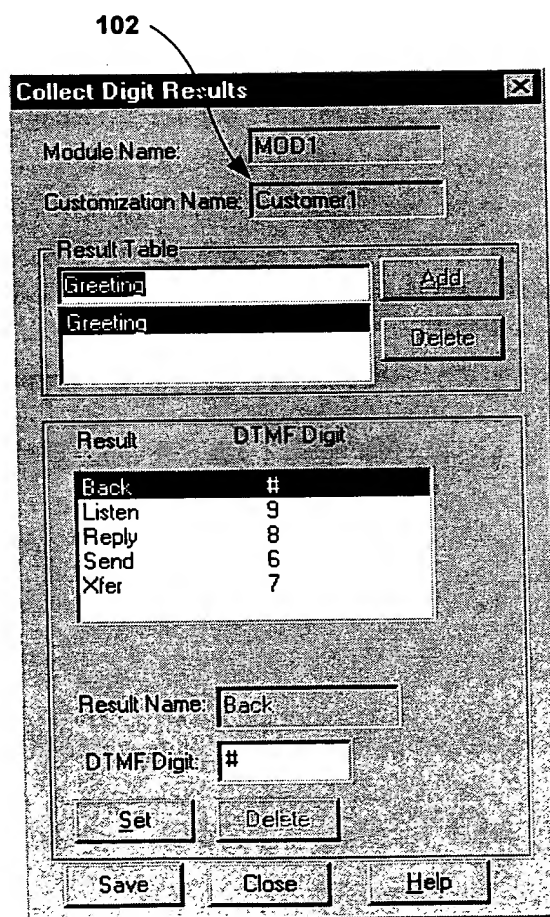 102
Collect Digit Results
Module Name: MOD1
Customization Name: Customer1
Result Table
Greeting Add
Greeting
Delete
Result DTMF Digit
Back #
Listen 9
Reply 8
Send 6
Xfer 7
Result Name: Back
DTMF Digit: #
Set Delete
Save Close Help